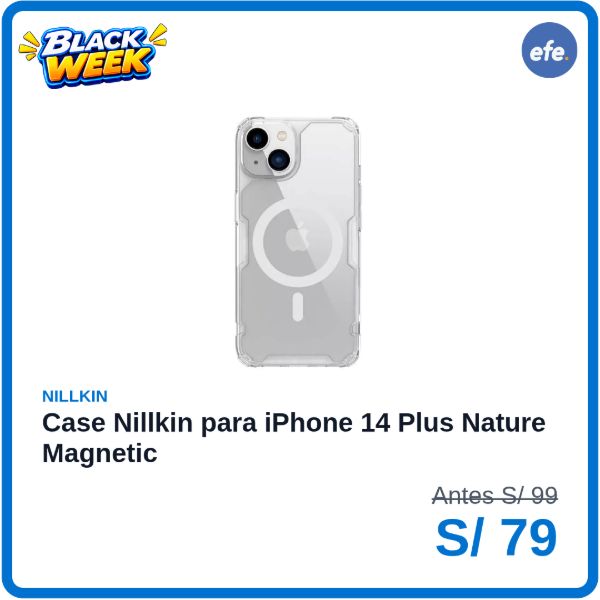 BLACK
WEEK
efe.
NILLKIN
Case Nillkin para iPhone 14 Plus Nature
Magnetic
Antes S/ 99
S/ 79